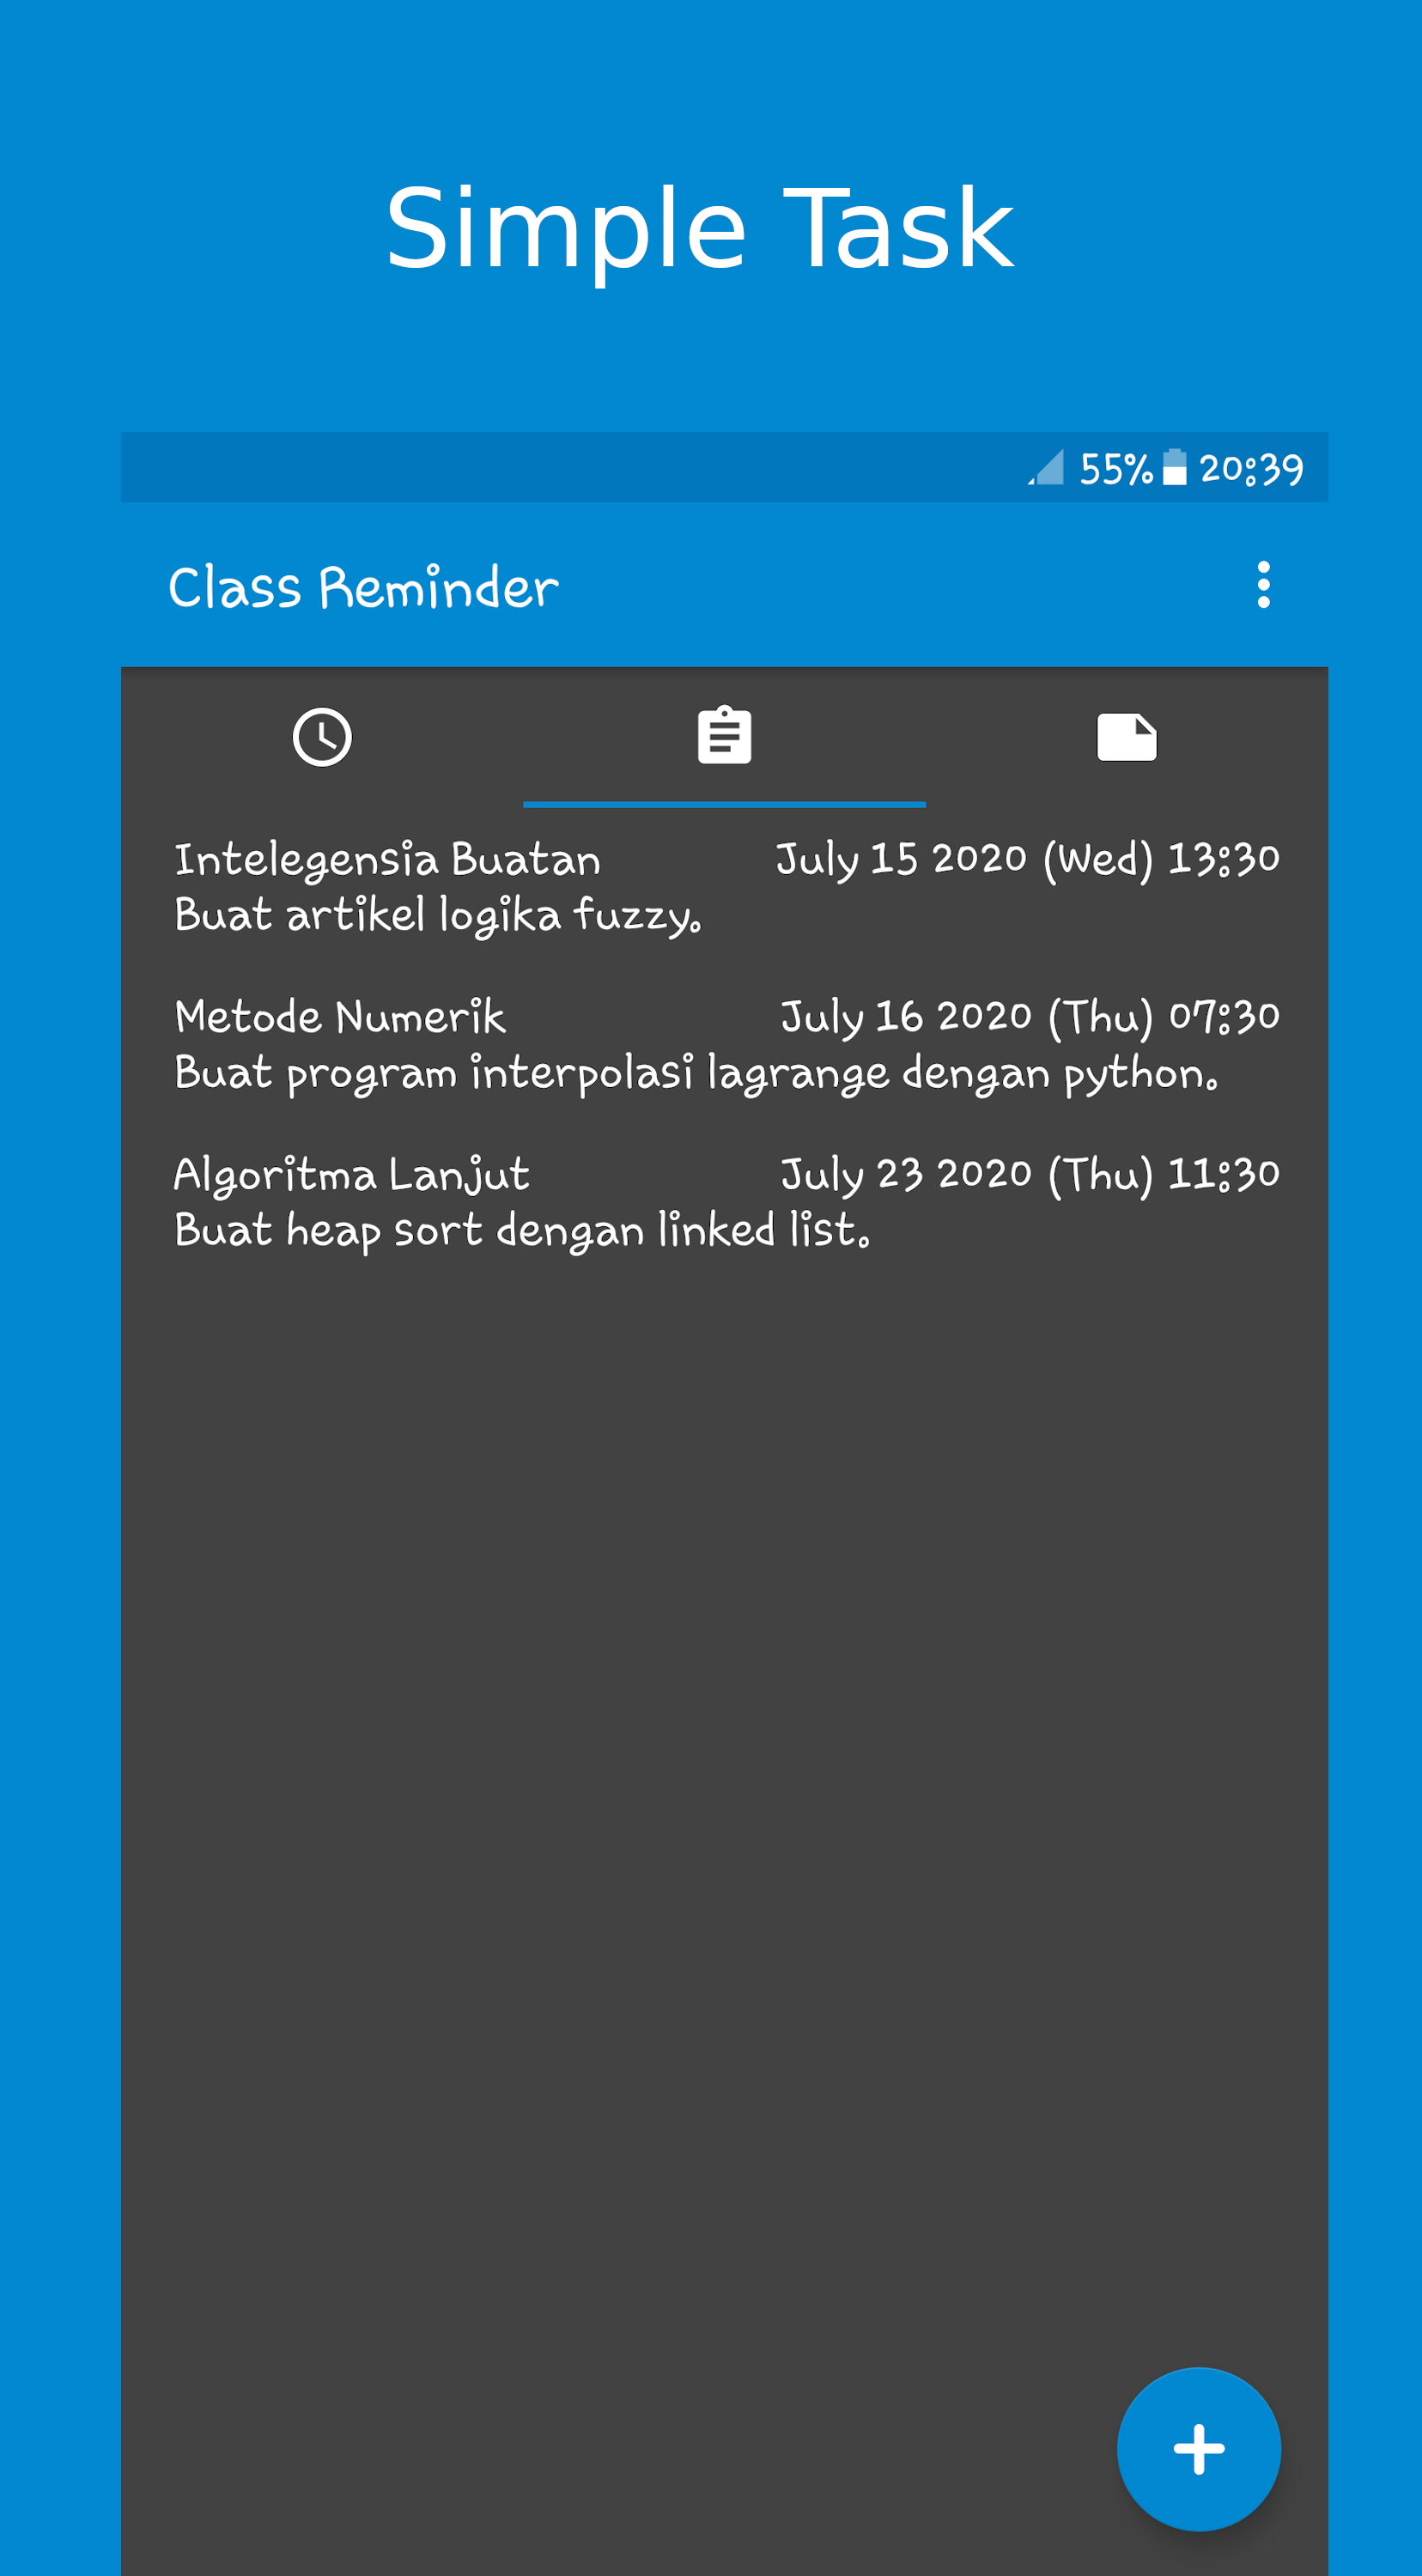 Simple Task
55% 20:39
Class Reminder
Intelegensia Buatan July 15 2020 (Wed) 13:30
Buat artikel logika fuzzy.
Metode Numerik July 16 2020 (Thu) 07:30
Buat program interpolasi lagrange dengan python.
Algoritma Lanjut July 23 2020 (Thu) 11:30
Buat heap sort dengan linked list.